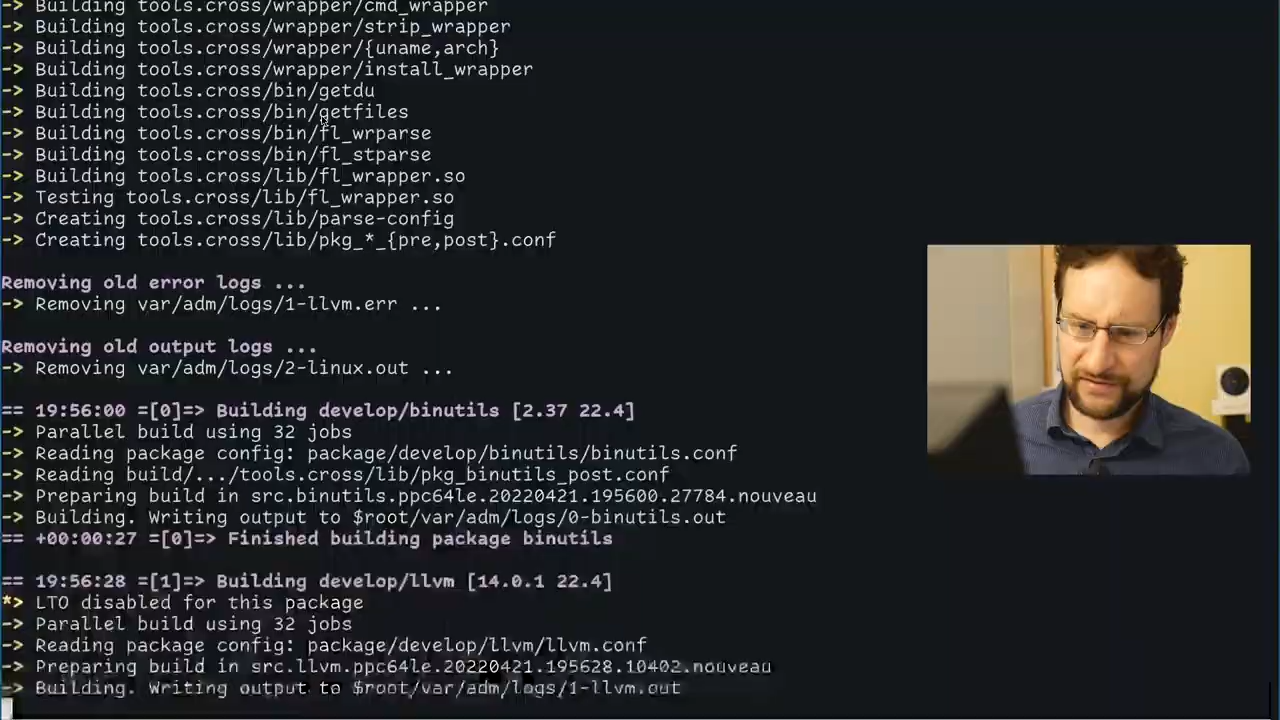 -> Building tools.cross/wrapper/cmd_wrapper
-> Building tools.cross/wrapper/strip_wrapper
-> Building tools.cross/wrapper/{uname,arch}
-> Building tools.cross/wrapper/install_wrapper
-> Building tools.cross/bin/getdu
-> Building tools.cross/bin/getfiles
-> Building tools.cross/bin/fl_wrparse
-> Building tools.cross/bin/fl_stparse
-> Building tools.cross/lib/fl_wrapper.so
-> Testing tools.cross/lib/fl_wrapper.so
-> Creating tools.cross/lib/parse-config
-> Creating tools.cross/lib/pkg_*_{pre,post}.conf
Removing old error logs ...
-> Removing var/adm/logs/1-llvm.err ...
Removing old output logs ...
-> Removing var/adm/logs/2-linux.out ...
== 19:56:00 =[0]=> Building develop/binutils [2.37 22.4]
-> Parallel build using 32 jobs
-> Reading package config: package/develop/binutils/binutils.conf
-> Reading build/.../tools.cross/lib/pkg_binutils_post.conf
-> Preparing build in src.binutils.ppc64le.20220421.195600.27784.nouveau
-> Building. Writing output to $root/var/adm/logs/0-binutils.out
== +00:00:27 =[0]=> Finished building package binutils
== 19:56:28 =[1]=> Building develop/llvm [14.0.1 22.4]
*> LTO disabled for this package
-> Parallel build using 32 jobs
-> Reading package config: package/develop/llvm/llvm.conf
-> Preparing build in src.llvm.ppc64le.20220421.195628.10402.nouveau
-> Building. Writing output to $root/var/adm/logs/1-llvm.out